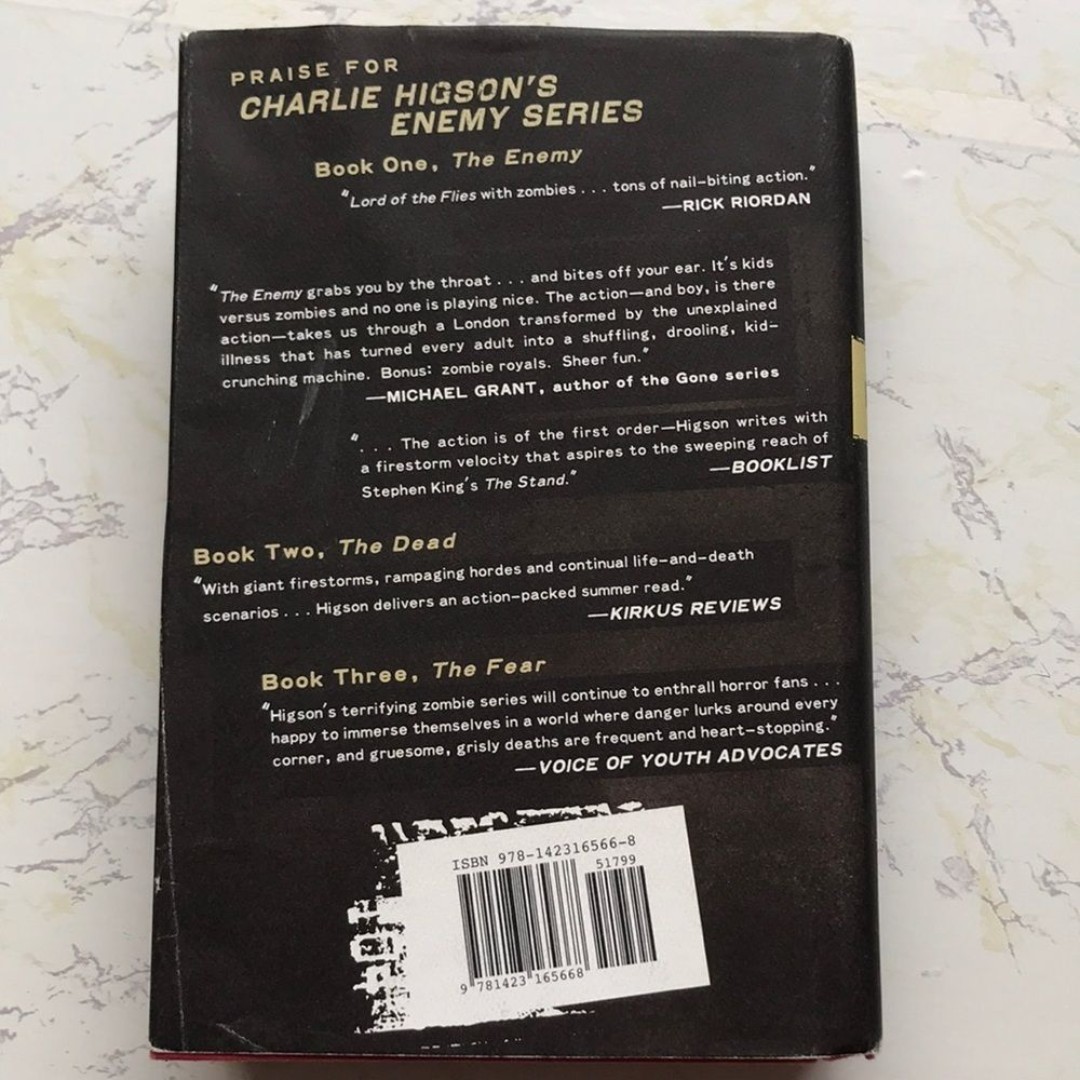 PRAISE FOR
CHARLIE HIGSON'S
ENEMY SERIES
Book One, The Enemy
"Lord of the Flies with zombies . . . tons of nail-biting action."
—RICK RIORDAN
"The Enemy grabs you by the throat . . . and bites off your ear. It's kids
versus zombies and no one is playing nice. The action—and boy, is there
action—takes us through a London transformed by the unexplained
illness that has turned every adult into a shuffling, drooling, kid-
crunching machine. Bonus: zombie royals. Sheer fun."
—MICHAEL GRANT, author of the Gone series
". . . The action is of the first order—Higson writes with
a firestorm velocity that aspires to the sweeping reach of
Stephen King's The Stand."
—BOOKLIST
Book Two, The Dead
"With giant firestorms, rampaging hordes and continual life-and-death
scenarios . . . Higson delivers an action-packed summer read."
—KIRKUS REVIEWS
Book Three, The Fear
"Higson's terrifying zombie series will continue to enthrall horror fans . . .
happy to immerse themselves in a world where danger lurks around every
corner, and gruesome, grisly deaths are frequent and heart-stopping."
—VOICE OF YOUTH ADVOCATES
ISBN 978-142316566-8
51799
9 781423 165668